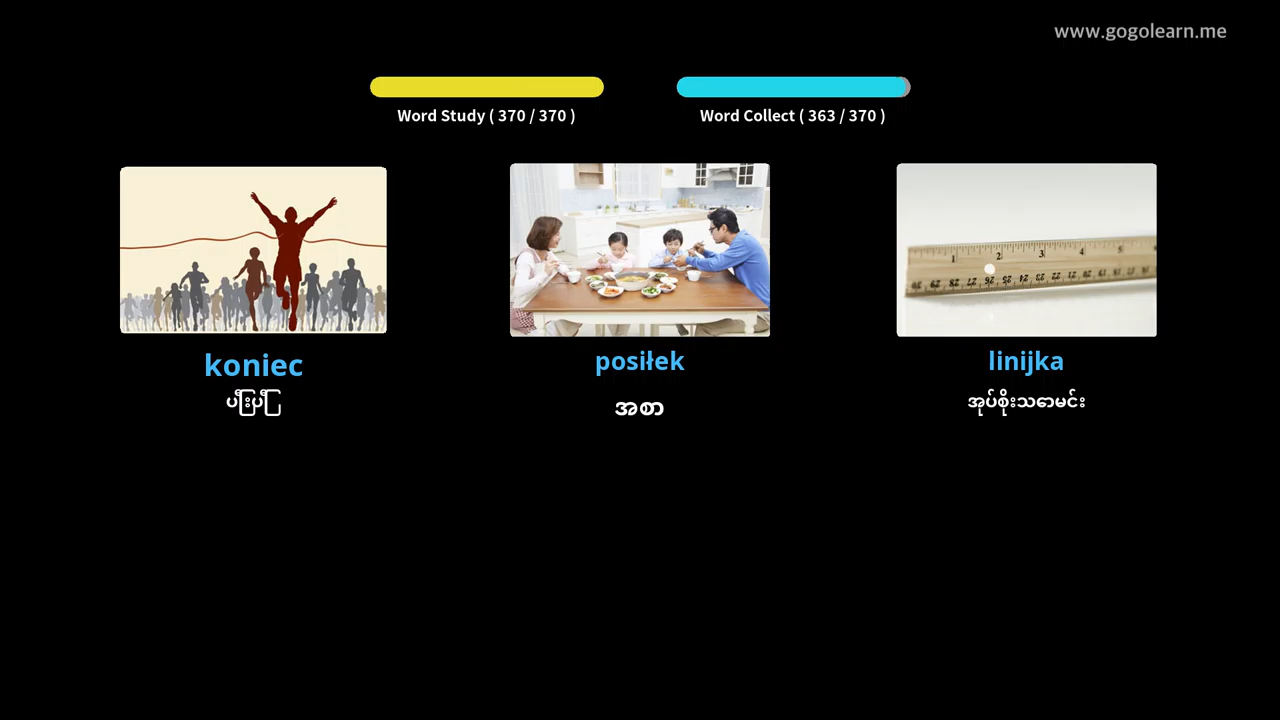 www.gogolearn.me
Word Study ( 370 / 370 )
Word Collect ( 363 / 370 )
koniec
ပြီးပြီ
posiłek
အစာ
linijka
အုပ်စိုးသောမင်း